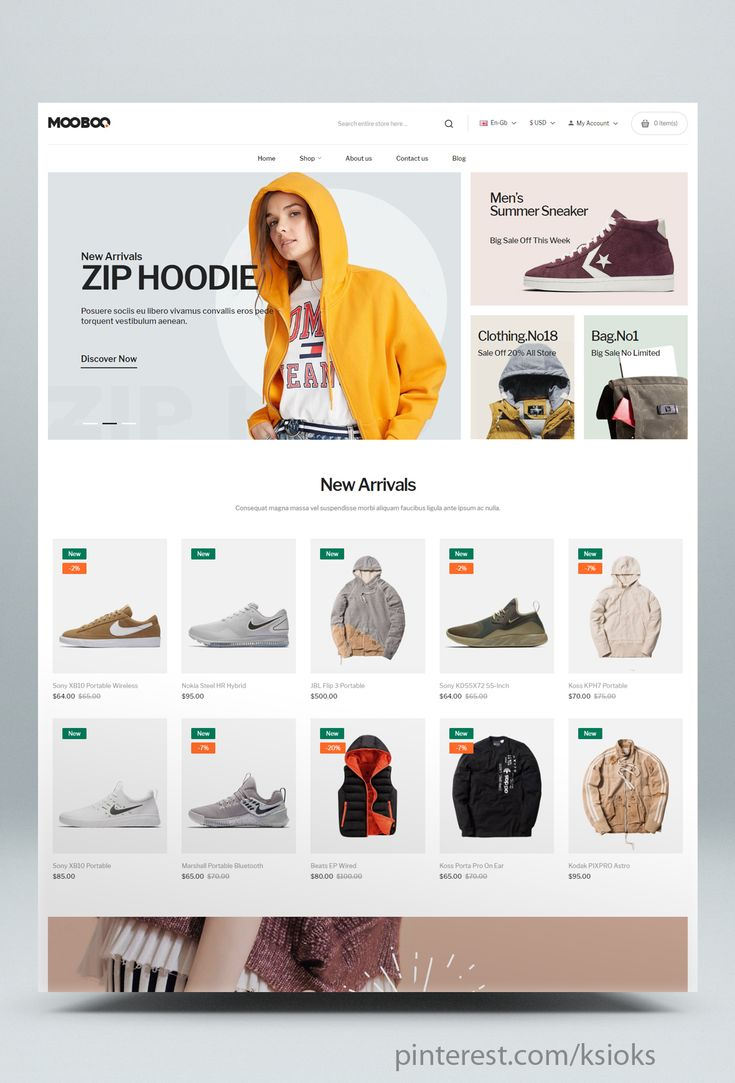 MOOBOO
Search entire store here...
En-Gb
$ USD
My Account
0 Item(s)
Home
Shop
About us
Contact us
Blog
New Arrivals
ZIP HOODIE
Posuere sociis eu libero vivamus convallis eros pede
torquent vestibulum aenean.
Discover Now
ZIP H
Men's
Summer Sneaker
Big Sale Off This Week
Clothing.No18
Sale Off 20% All Store
Bag.No1
Big Sale No Limited
New Arrivals
Consequat magna massa vel suspendisse morbi aliquam faucibus ligula ante ipsum ac nulla.
New
-2%
Sony XB10 Portable Wireless
$64.00 $65.00
New
Nokia Steel HR Hybrid
$95.00
New
JBL Flip 3 Portable
$500.00
New
-2%
Sony KD55X72 55-Inch
$64.00 $65.00
New
-7%
Koss KPH7 Portable
$70.00 $75.00
New
Sony XB10 Portable
$85.00
New
-7%
Marshall Portable Bluetooth
$65.00 $70.00
New
-20%
Beats EP Wired
$80.00 $100.00
New
-7%
Koss Porta Pro On Ear
$65.00 $70.00
New
Kodak PIXPRO Astro
$95.00
pinterest.com/ksioks